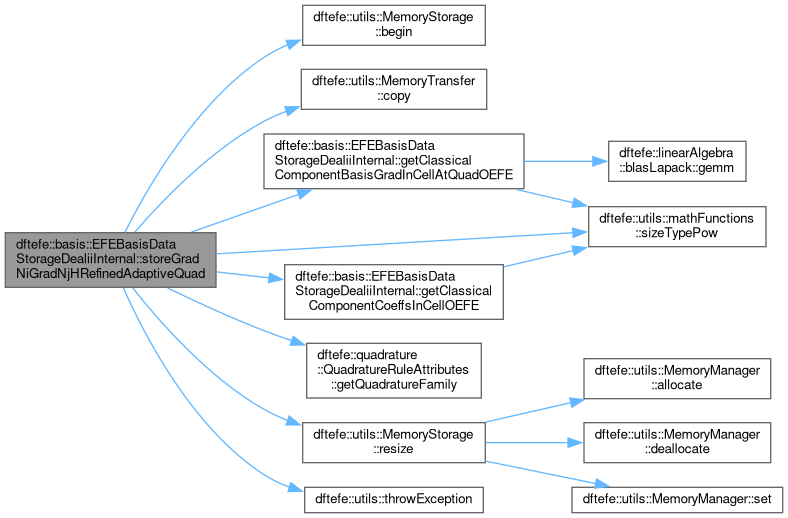 dftefe::utils::MemoryStorage
::begin
dftefe::utils::MemoryTransfer
::copy
dftefe::basis::EFEBasisData
StorageDealiiInternal::getClassical
ComponentBasisGradInCellAtQuadOEFE
dftefe::linearAlgebra
::blasLapack::gemm
dftefe::utils::mathFunctions
::sizeTypePow
dftefe::basis::EFEBasisData
StorageDealiiInternal::storeGrad
NiGradNjHRefinedAdaptiveQuad
dftefe::basis::EFEBasisData
StorageDealiiInternal::getClassical
ComponentCoeffsInCellOEFE
dftefe::quadrature
::QuadratureRuleAttributes
::getQuadratureFamily
dftefe::utils::MemoryManager
::allocate
dftefe::utils::MemoryStorage
::resize
dftefe::utils::MemoryManager
::deallocate
dftefe::utils::throwException
dftefe::utils::MemoryManager::set